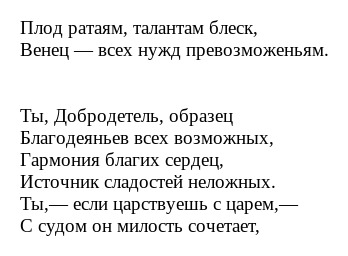 Плод ратаям, талантам блеск,
Венец — всех нужд превозможеньям.
Ты, Добродетель, образец
Благодеяньев всех возможных,
Гармония благих сердец,
Источник сладостей неложных.
Ты,— если царствуешь с царем,—
С судом он милость сочетает,